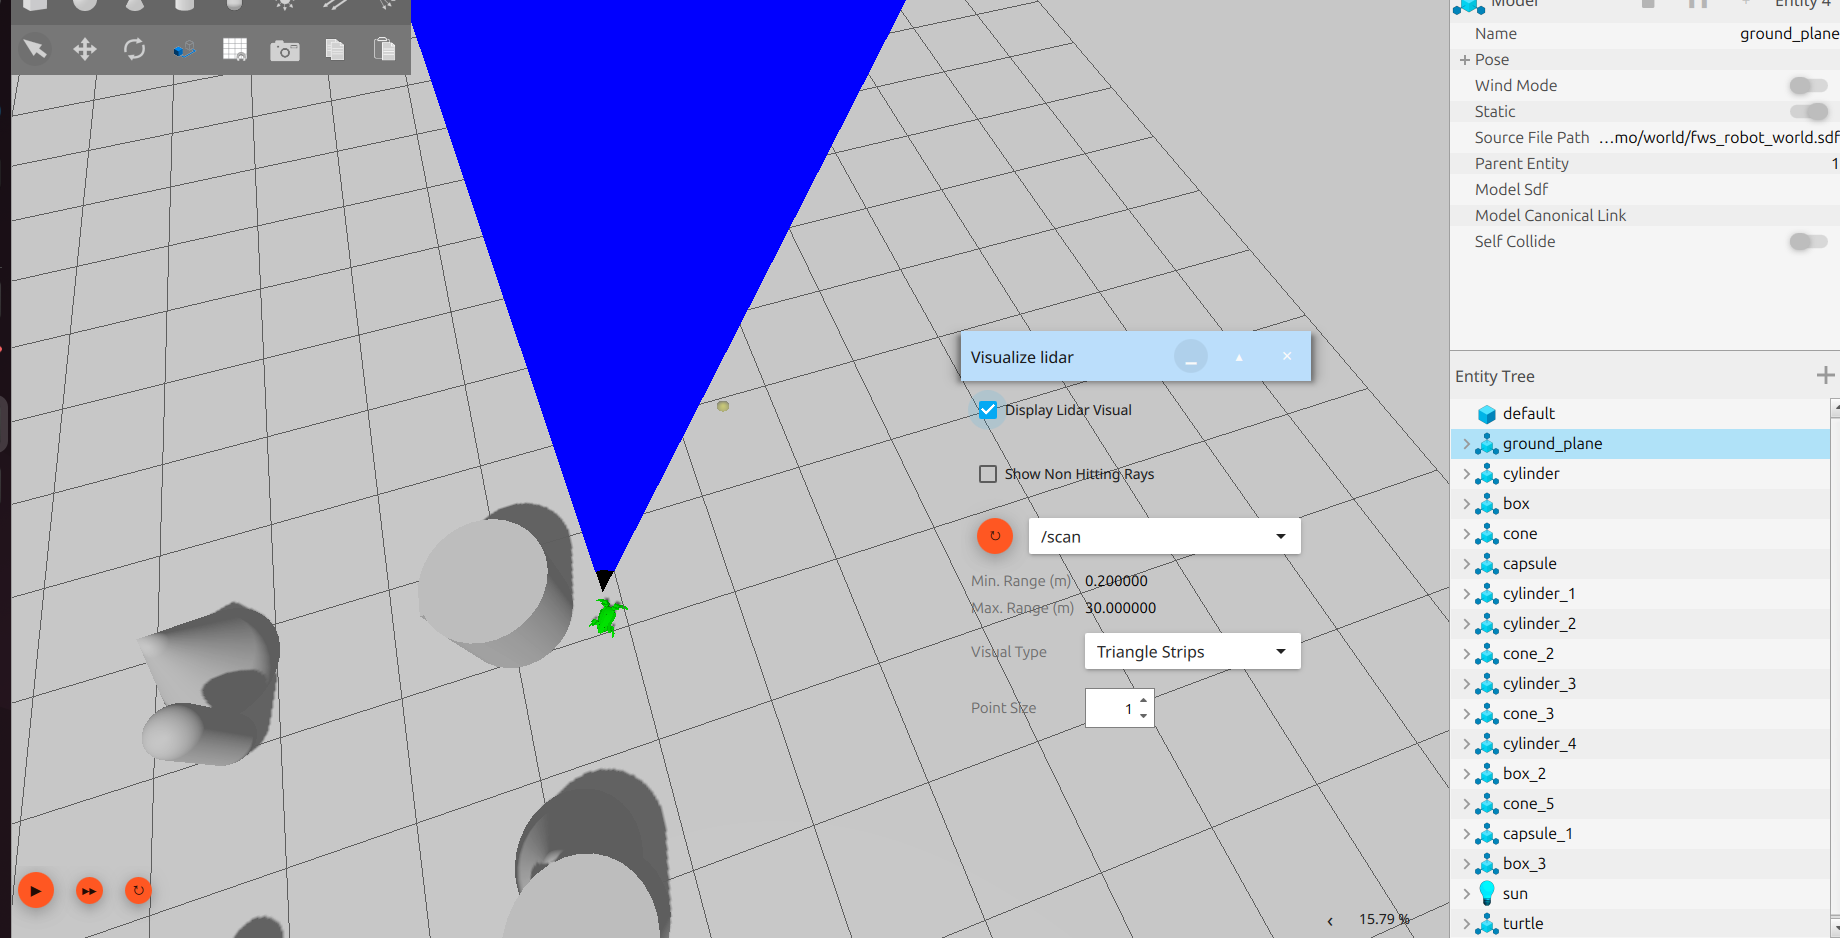 Model
Entity 4
Name ground_plane
Pose
Wind Mode
Static
Source File Path ...mo/world/fws_robot_world.sdf
Parent Entity 1
Model Sdf
Model Canonical Link
Self Collide
Visualize lidar
Display Lidar Visual
Show Non Hitting Rays
/scan
Min. Range (m) 0.200000
Max. Range (m) 30.000000
Visual Type Triangle Strips
Point Size 1
Entity Tree
default
ground_plane
cylinder
box
cone
capsule
cylinder_1
cylinder_2
cone_2
cylinder_3
cone_3
cylinder_4
box_2
cone_5
capsule_1
box_3
sun
turtle
15.79 %